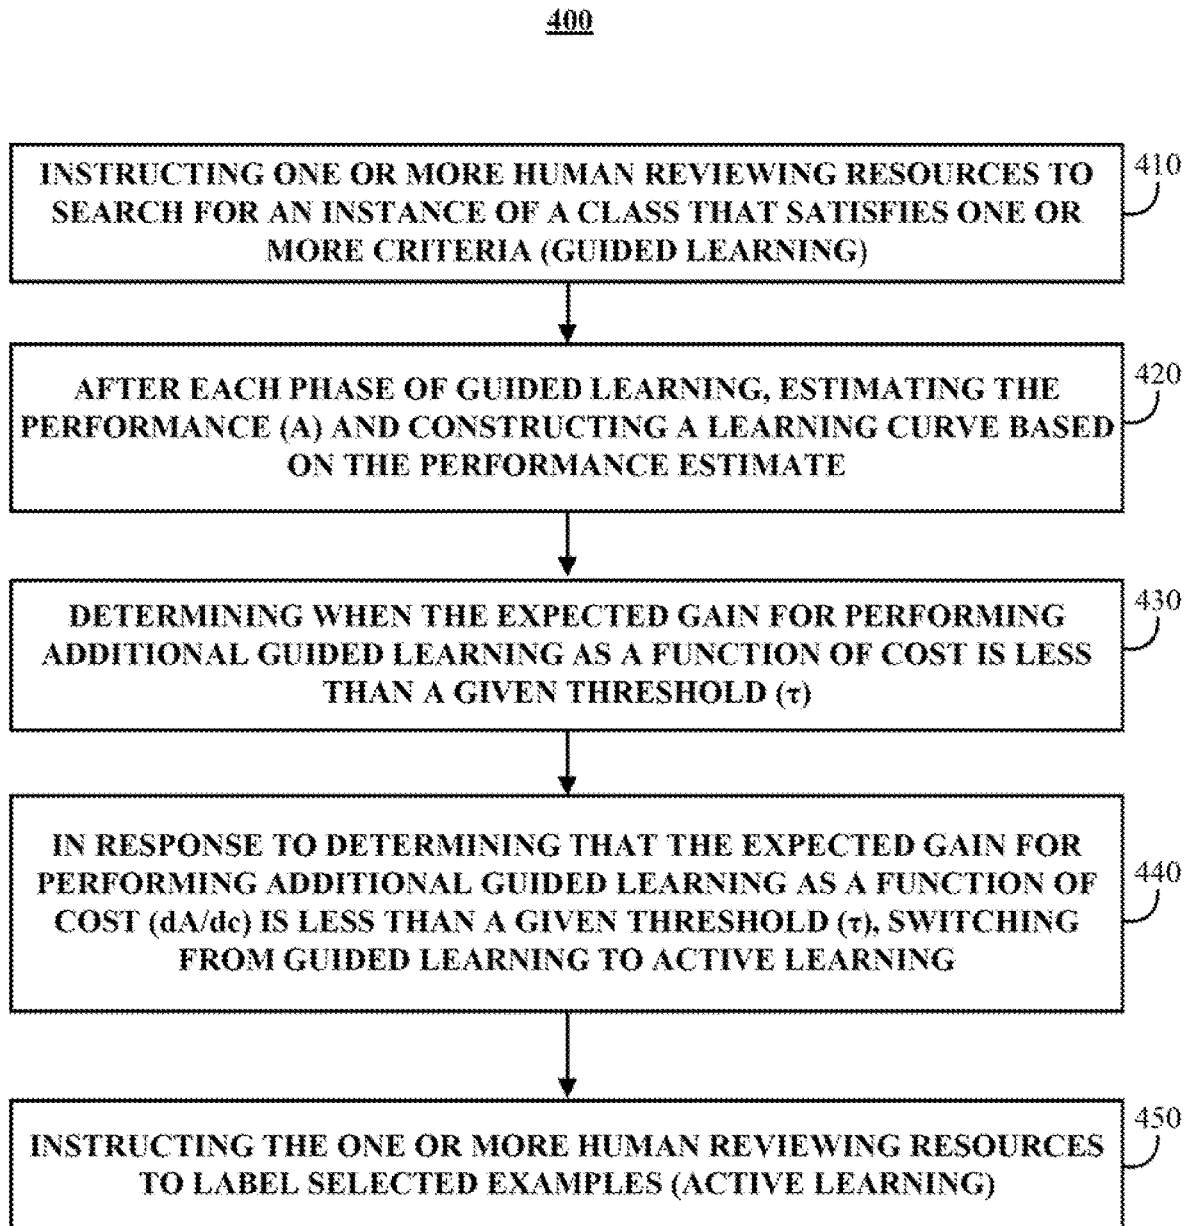 400
INSTRUCTING ONE OR MORE HUMAN REVIEWING RESOURCES TO
SEARCH FOR AN INSTANCE OF A CLASS THAT SATISFIES ONE OR
MORE CRITERIA (GUIDED LEARNING)
410
AFTER EACH PHASE OF GUIDED LEARNING, ESTIMATING THE
PERFORMANCE (A) AND CONSTRUCTING A LEARNING CURVE BASED
ON THE PERFORMANCE ESTIMATE
420
DETERMINING WHEN THE EXPECTED GAIN FOR PERFORMING
ADDITIONAL GUIDED LEARNING AS A FUNCTION OF COST IS LESS
THAN A GIVEN THRESHOLD (τ)
430
IN RESPONSE TO DETERMINING THAT THE EXPECTED GAIN FOR
PERFORMING ADDITIONAL GUIDED LEARNING AS A FUNCTION OF
COST (dA/dc) IS LESS THAN A GIVEN THRESHOLD (τ), SWITCHING
FROM GUIDED LEARNING TO ACTIVE LEARNING
440
INSTRUCTING THE ONE OR MORE HUMAN REVIEWING RESOURCES
TO LABEL SELECTED EXAMPLES (ACTIVE LEARNING)
450